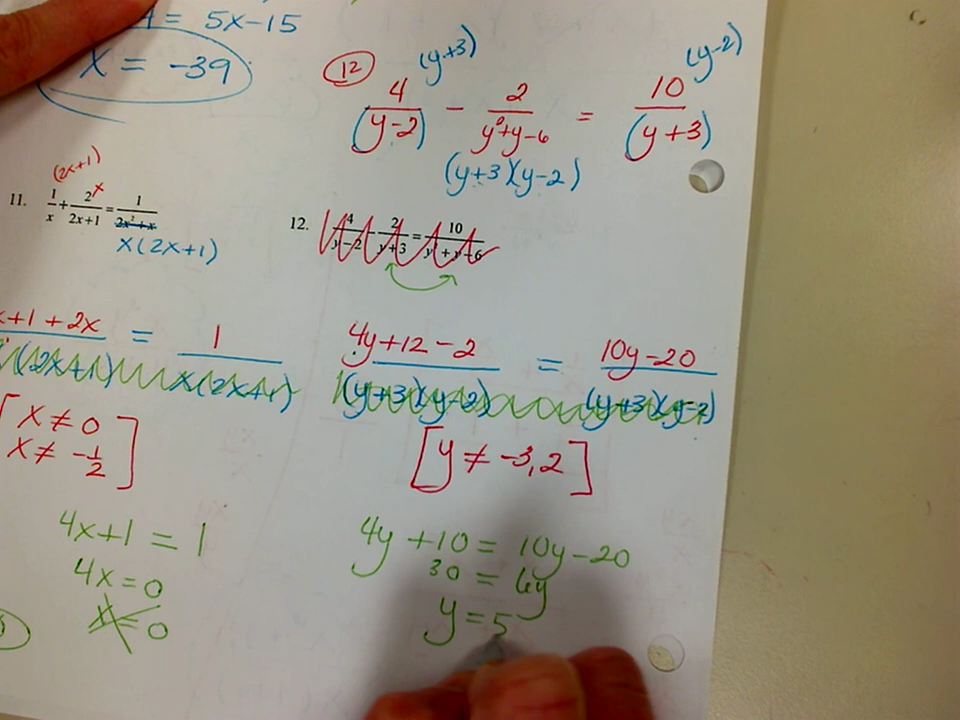 = 5x-15
x = -39
(2x+1)
11. 1/x + 2x/(2x+1) = 1/(2x²+x)
x(2x+1)
x+1 + 2x = 1
(2x+1) x(2x+1)
[x ≠ 0
x ≠ -1/2]
4x+1 = 1
4x=0
x=0
12 (y+3) (y-2)
4/(y-2) - 2/(y²+y-6) = 10/(y+3)
(y+3)(y-2)
12. 4/(y-2) - 2/(y+3) = 10/(y²+y-6)
4y+12-2 = 10y-20
(y+3)(y-2) (y+3)(y-2)
[y ≠ -3,2]
4y+10 = 10y-20
30 = 6y
y=5